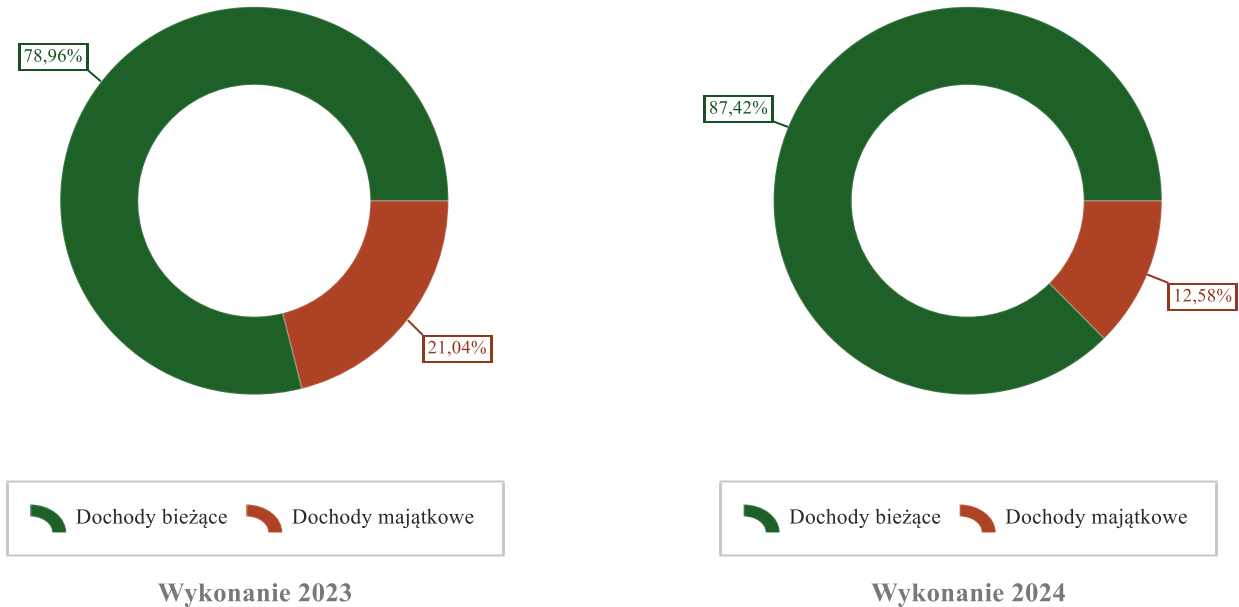 78,96%
21,04%
Dochody bieżące Dochody majątkowe
Wykonanie 2023
87,42%
12,58%
Dochody bieżące Dochody majątkowe
Wykonanie 2024